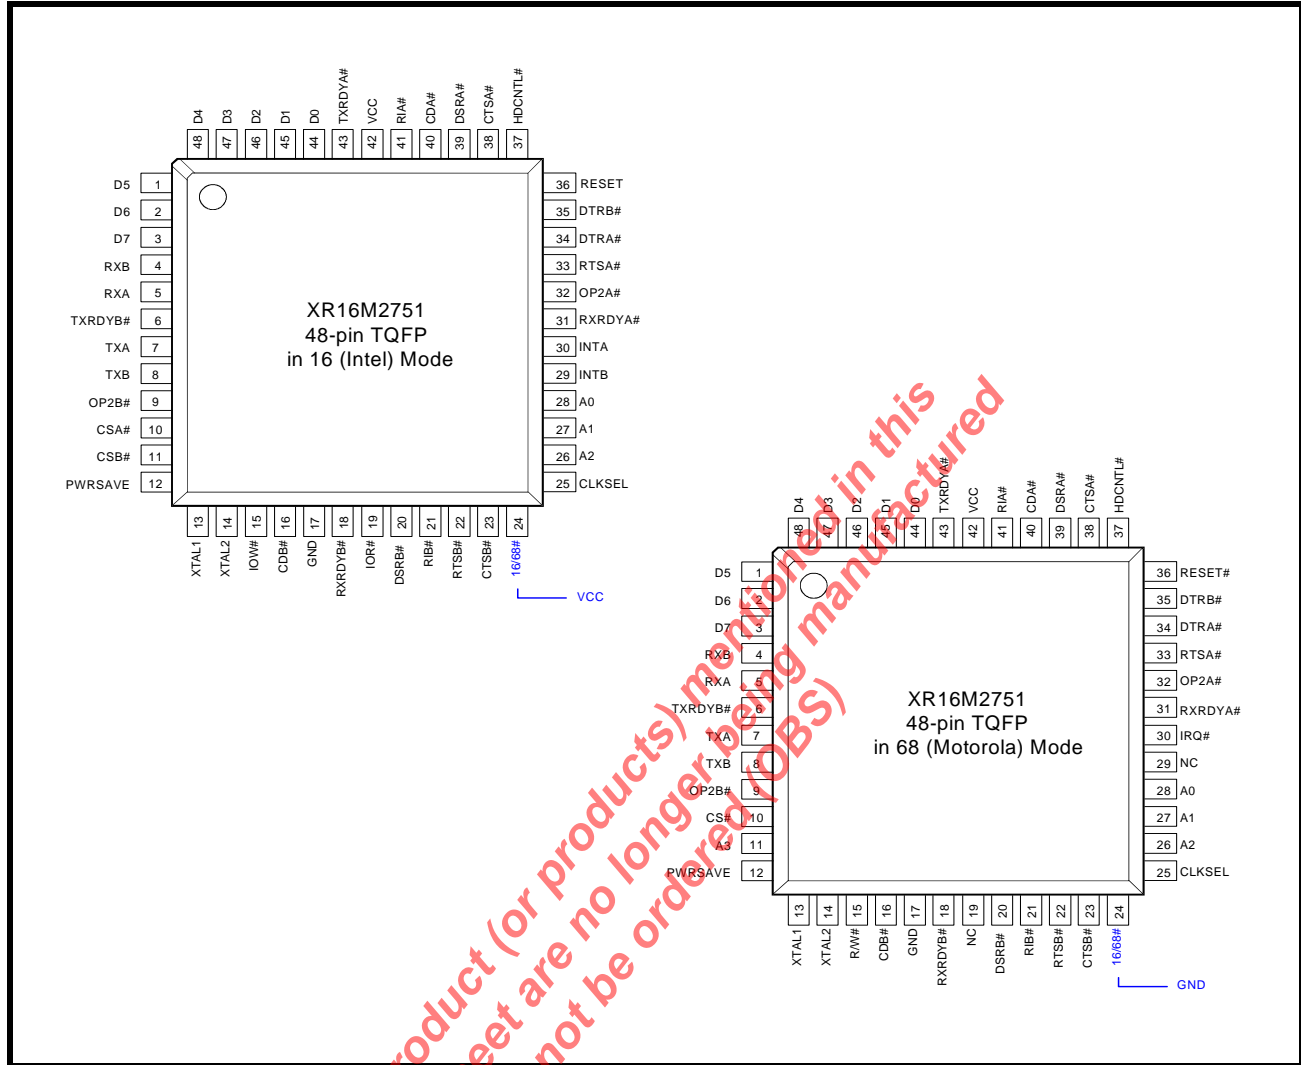 D4 D3 D2 D1 D0 TXRDYA# VCC RIA# CDA# DSRA# CTSA# HDCNTL#
48 47 46 45 44 43 42 41 40 39 38 37
D5 1 36 RESET
D6 2 35 DTRB#
D7 3 34 DTRA#
RXB 4 33 RTSA#
RXA 5 32 OP2A#
TXRDYB# 6 31 RXRDYA#
TXA 7 30 INTA
TXB 8 29 INTB
OP2B# 9 28 A0
CSA# 10 27 A1
CSB# 11 26 A2
PWRSAVE 12 25 CLKSEL
XR16M2751
48-pin TQFP
in 16 (Intel) Mode
13 14 15 16 17 18 19 20 21 22 23 24
XTAL1 XTAL2 IOW# CDB# GND RXRDYB# IOR# DSRB# RIB# RTSB# CTSB# 16/68#
VCC
D4 D3 D2 D1 D0 TXRDYA# VCC RIA# CDA# DSRA# CTSA# HDCNTL#
48 47 46 45 44 43 42 41 40 39 38 37
D5 1 36 RESET#
D6 2 35 DTRB#
D7 3 34 DTRA#
RXB 4 33 RTSA#
RXA 5 32 OP2A#
TXRDYB# 6 31 RXRDYA#
TXA 7 30 IRQ#
TXB 8 29 NC
OP2B# 9 28 A0
CS# 10 27 A1
A3 11 26 A2
PWRSAVE 12 25 CLKSEL
XR16M2751
48-pin TQFP
in 68 (Motorola) Mode
13 14 15 16 17 18 19 20 21 22 23 24
XTAL1 XTAL2 R/W# CDB# GND RXRDYB# NC DSRB# RIB# RTSB# CTSB# 16/68#
GND
roduct (or products) mentioned in this
eet are no longer being manufactured
not be ordered (OBS)